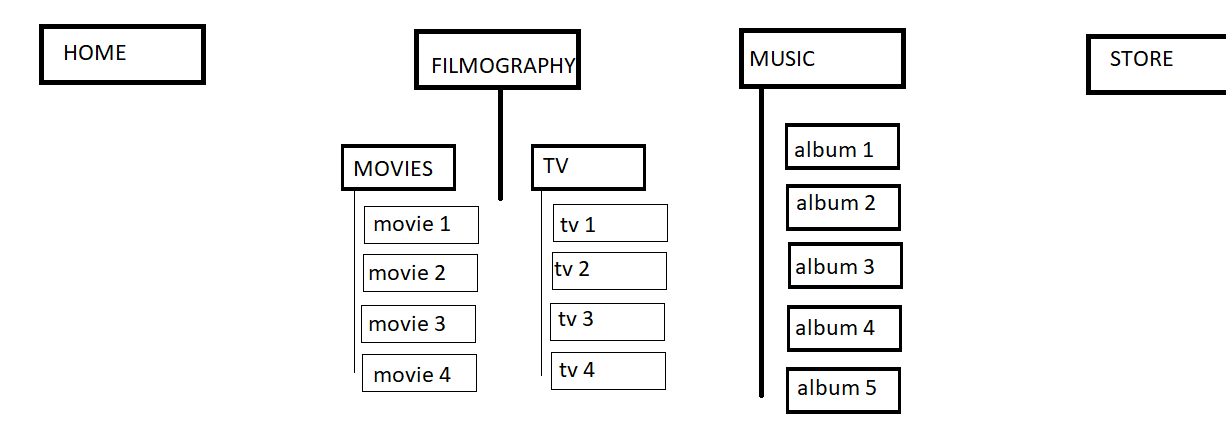 HOME
FILMOGRAPHY
MUSIC
STORE
MOVIES
movie 1
movie 2
movie 3
movie 4
TV
tv 1
tv 2
tv 3
tv 4
album 1
album 2
album 3
album 4
album 5